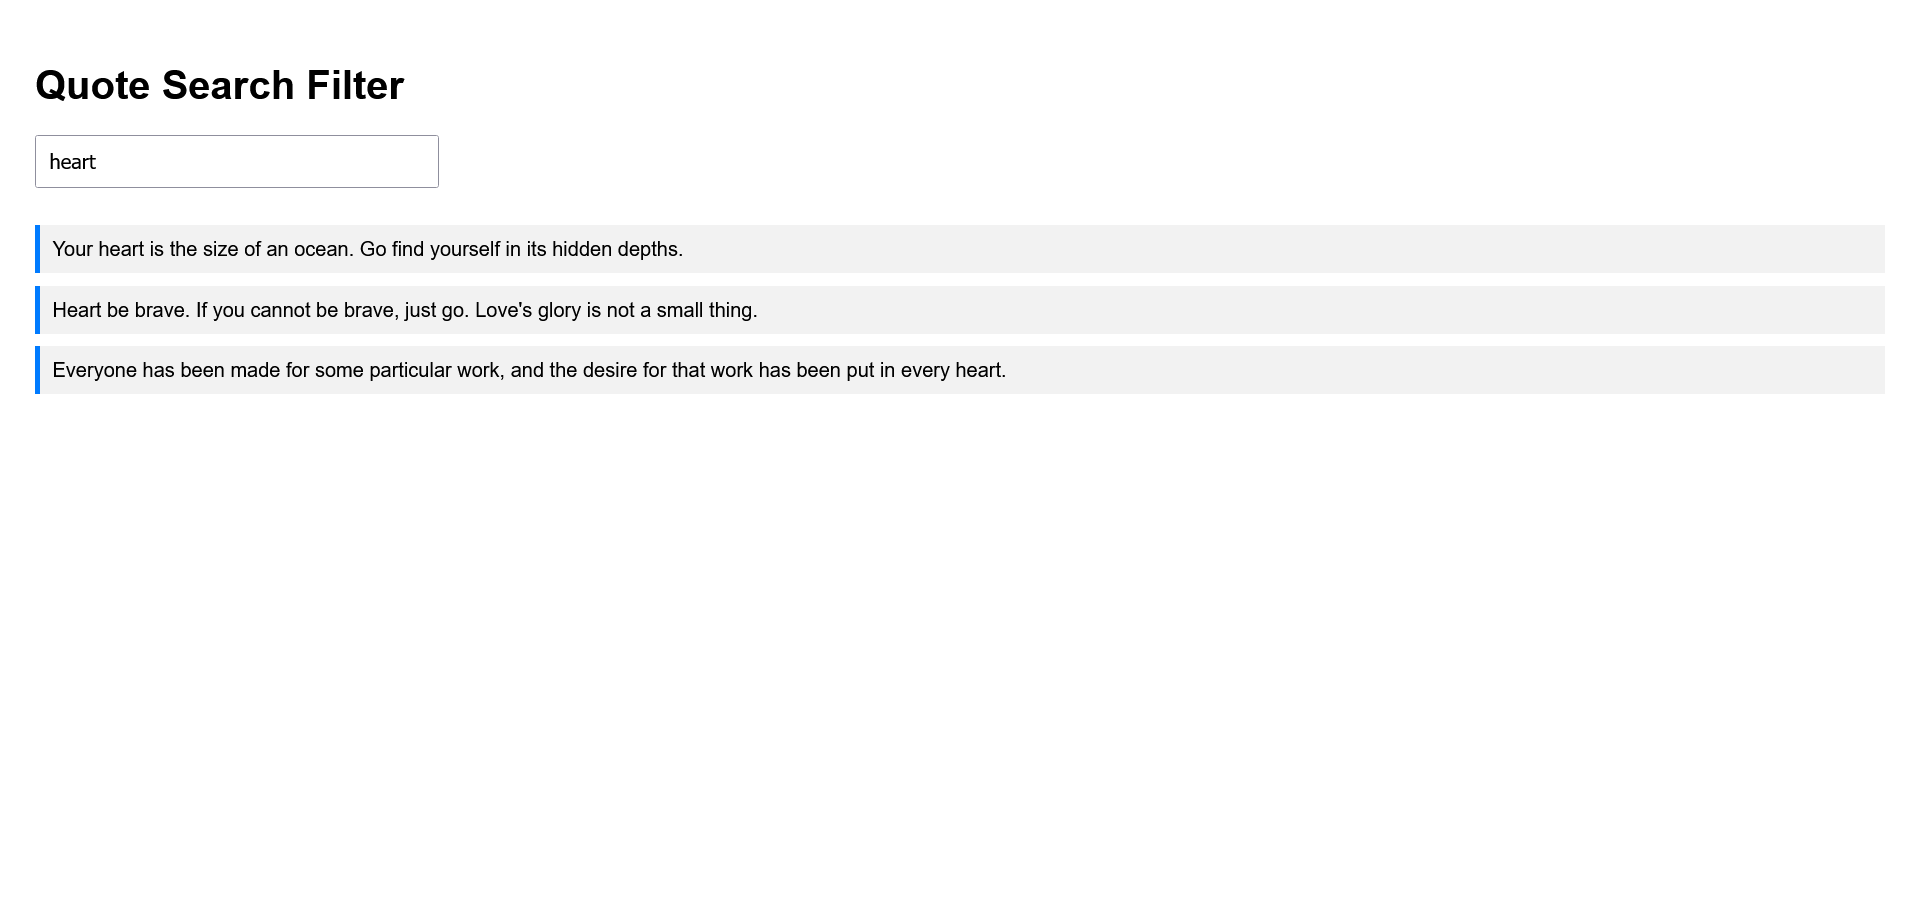 Quote Search Filter
heart
Your heart is the size of an ocean. Go find yourself in its hidden depths.
Heart be brave. If you cannot be brave, just go. Love's glory is not a small thing.
Everyone has been made for some particular work, and the desire for that work has been put in every heart.